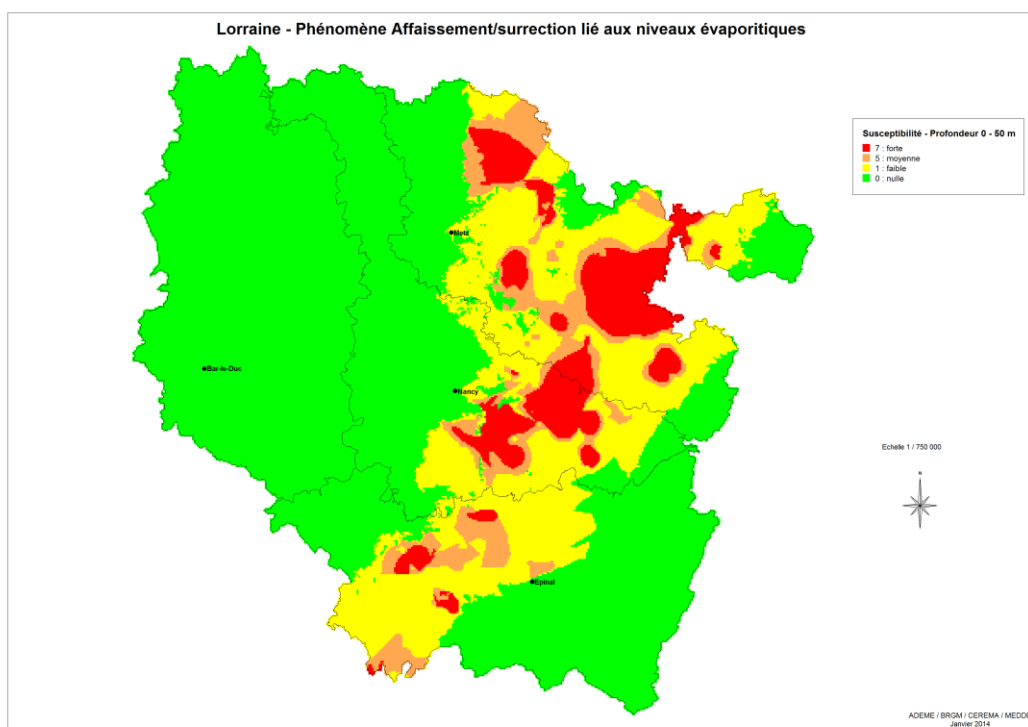 Lorraine - Phénomène Affaissement/surrection lié aux niveaux évaporitiques
Susceptibilité - Profondeur 0 - 50 m
7 : forte
5 : moyenne
1 : faible
0 : nulle
Metz
Bar-le-Duc
Nancy
Echelle 1 / 750 000
N
Epinal
ADEME / BRGM / CEREMA / MEDDE
Janvier 2014